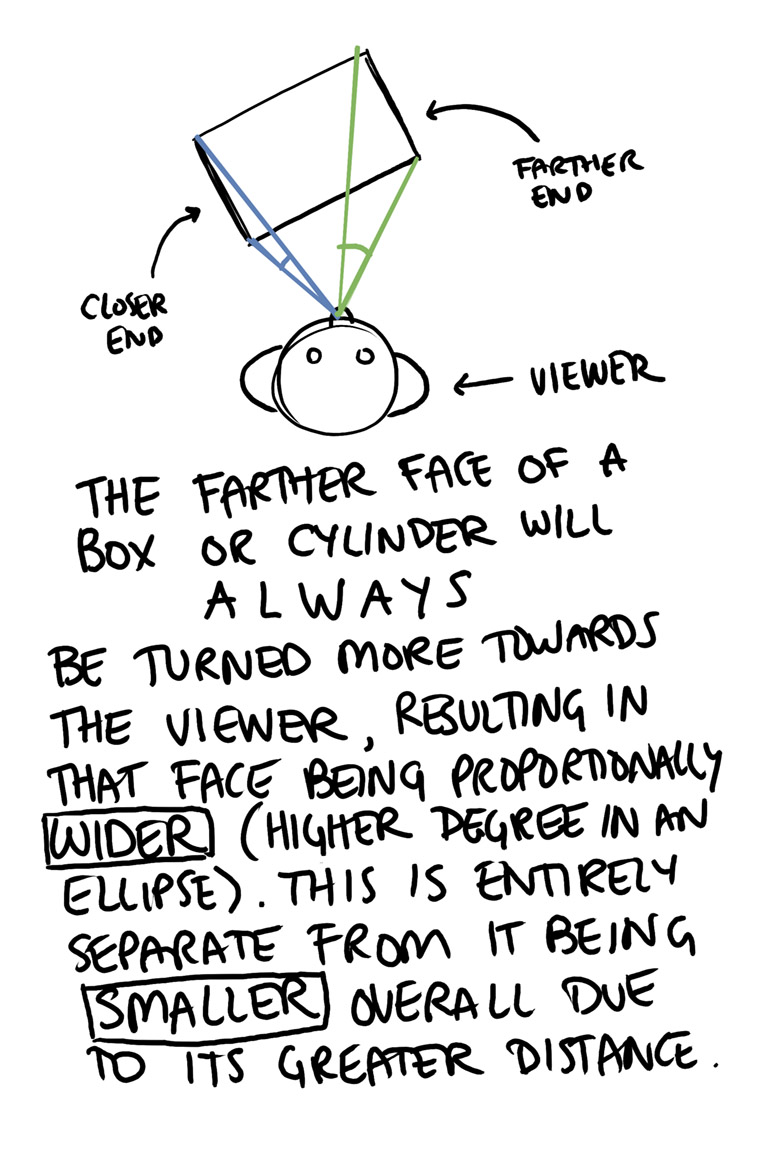 FARTHER
END
CLOSER
END
VIEWER
THE FARTHER FACE OF A
BOX OR CYLINDER WILL
ALWAYS
BE TURNED MORE TOWARDS
THE VIEWER, RESULTING IN
THAT FACE BEING PROPORTIONALLY
WIDER (HIGHER DEGREE IN AN
ELLIPSE). THIS IS ENTIRELY
SEPARATE FROM IT BEING
SMALLER OVERALL DUE
TO ITS GREATER DISTANCE.